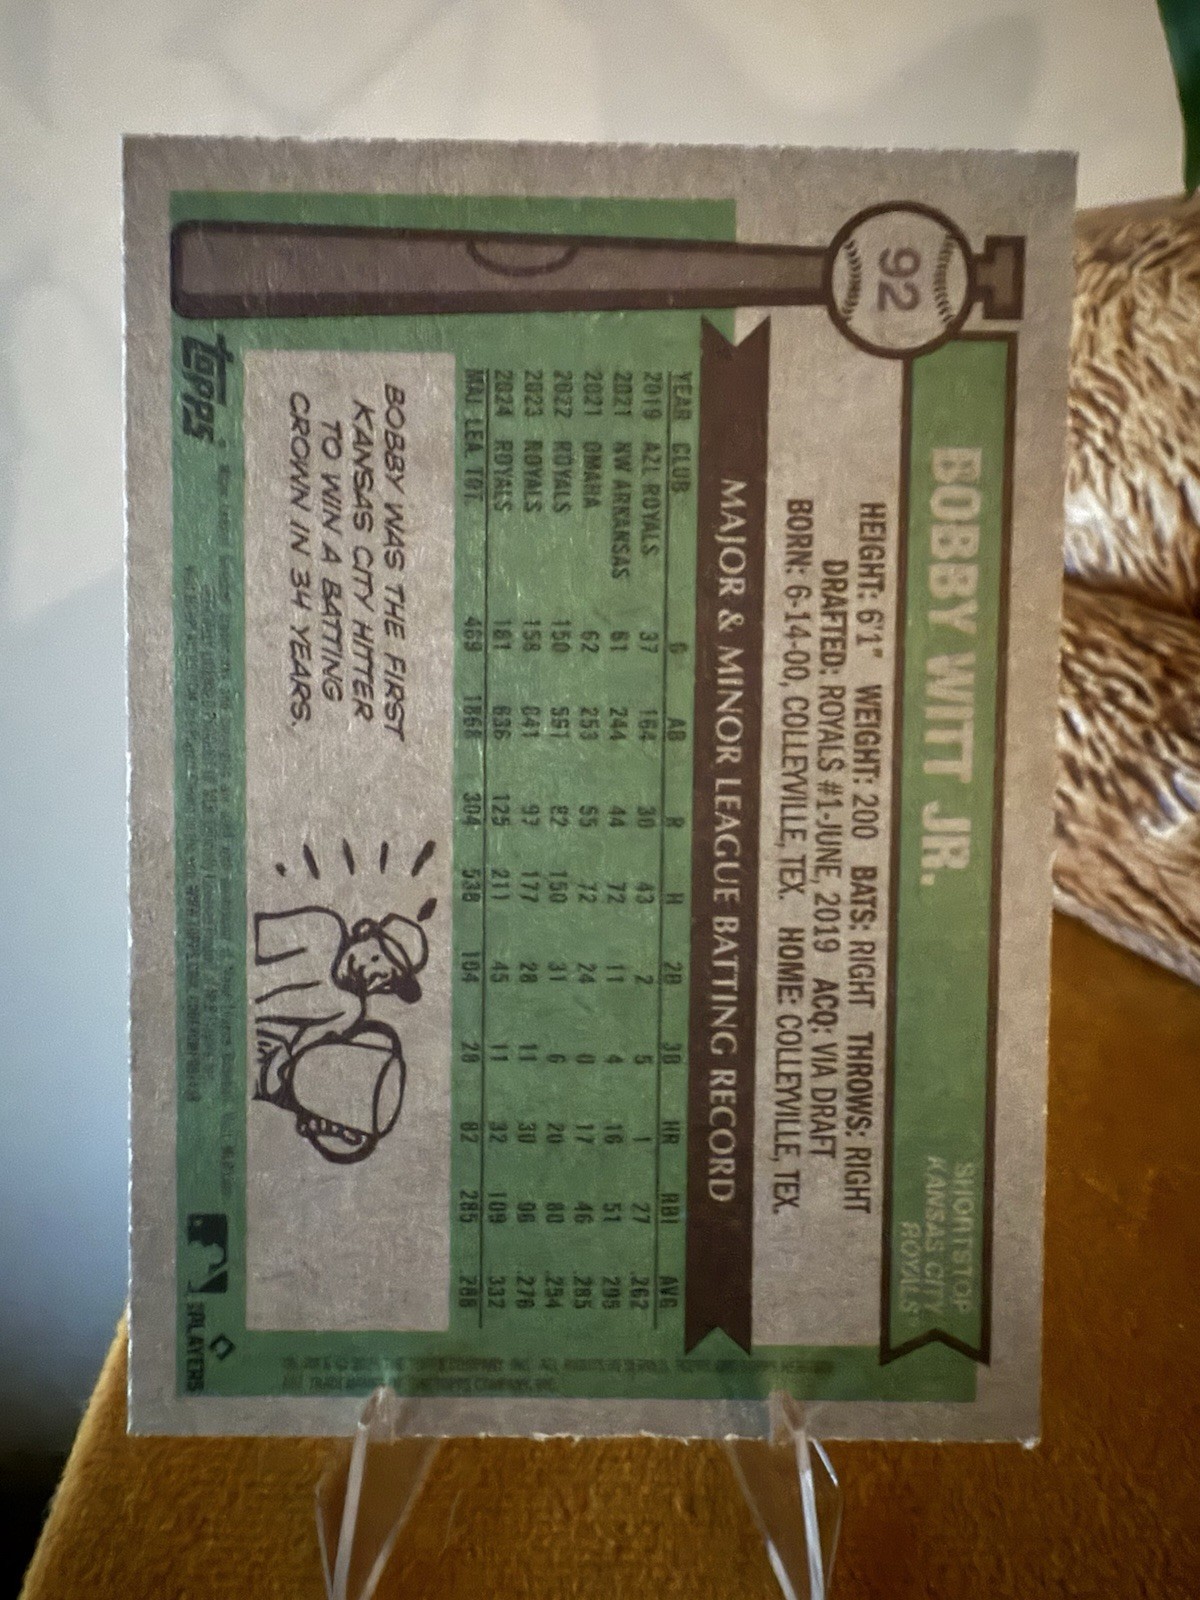 92
BOBBY WITT JR.
SHORTSTOP
KANSAS CITY
ROYALS
HEIGHT: 6'1" WEIGHT: 200 BATS: RIGHT THROWS: RIGHT
DRAFTED: ROYALS #1-JUNE, 2019 ACQ: VIA DRAFT
BORN: 6-14-00, COLLEYVILLE, TEX. HOME: COLLEYVILLE, TEX.
MAJOR & MINOR LEAGUE BATTING RECORD
YEAR CLUB G AB R H 2B 3B HR RBI AVG
2019 AZL ROYALS 37 164 30 43 2 5 1 27 .262
2021 NW ARKANSAS 61 244 44 72 11 4 16 51 .295
2021 OMAHA 62 253 55 72 24 0 17 46 .285
2022 ROYALS 150 591 82 150 31 6 20 80 .254
2023 ROYALS 158 641 97 177 28 11 30 96 .276
2024 ROYALS 161 636 125 211 45 11 32 109 .332
MAJ. LEA. TOT. 469 1868 304 538 104 28 82 285 .288
BOBBY WAS THE FIRST
KANSAS CITY HITTER
TO WIN A BATTING
CROWN IN 34 YEARS.
TOPPS
PLAYERS